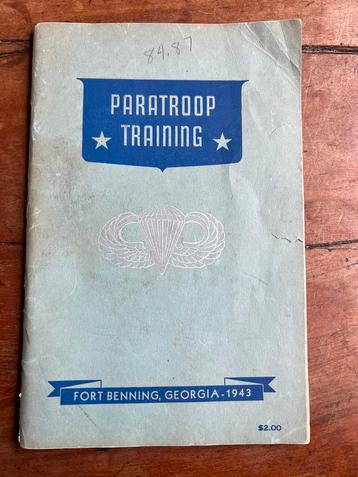 84,87
PARATROOP
TRAINING
FORT BENNING, GEORGIA-1943
$2.00